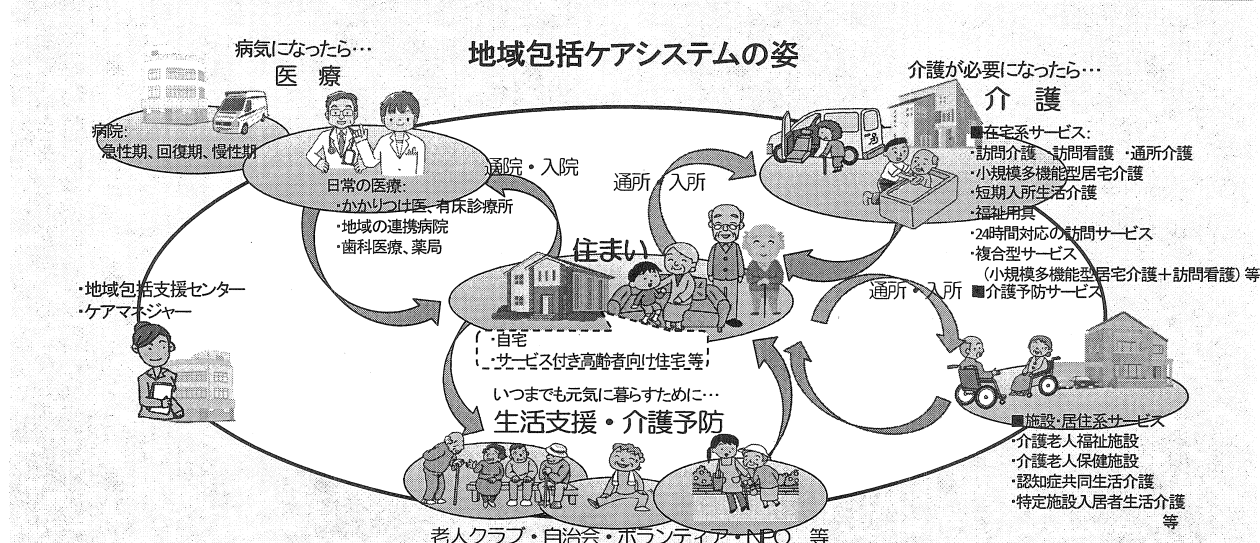 地域包括ケアシステムの姿
病気になったら…
医 療
病院:
急性期、回復期、慢性期
日常の医療:
・かかりつけ医、有床診療所
・地域の連携病院
・歯科医療、薬局
通院・入院
通所・入所
介護が必要になったら…
介 護
■在宅系サービス:
・訪問介護 ・訪問看護 ・通所介護
・小規模多機能型居宅介護
・短期入所生活介護
・福祉用具
・24時間対応の訪問サービス
・複合型サービス
(小規模多機能型居宅介護+訪問看護) 等
■介護予防サービス
住まい
・自宅
・サービス付き高齢者向け住宅 等
通所・入所
・地域包括支援センター
・ケアマネジャー
いつまでも元気に暮らすために…
生活支援・介護予防
■施設・居住系サービス
・介護老人福祉施設
・介護老人保健施設
・認知症共同生活介護
・特定施設入居者生活介護
等
老人クラブ・自治会・ボランティア・NPO 等